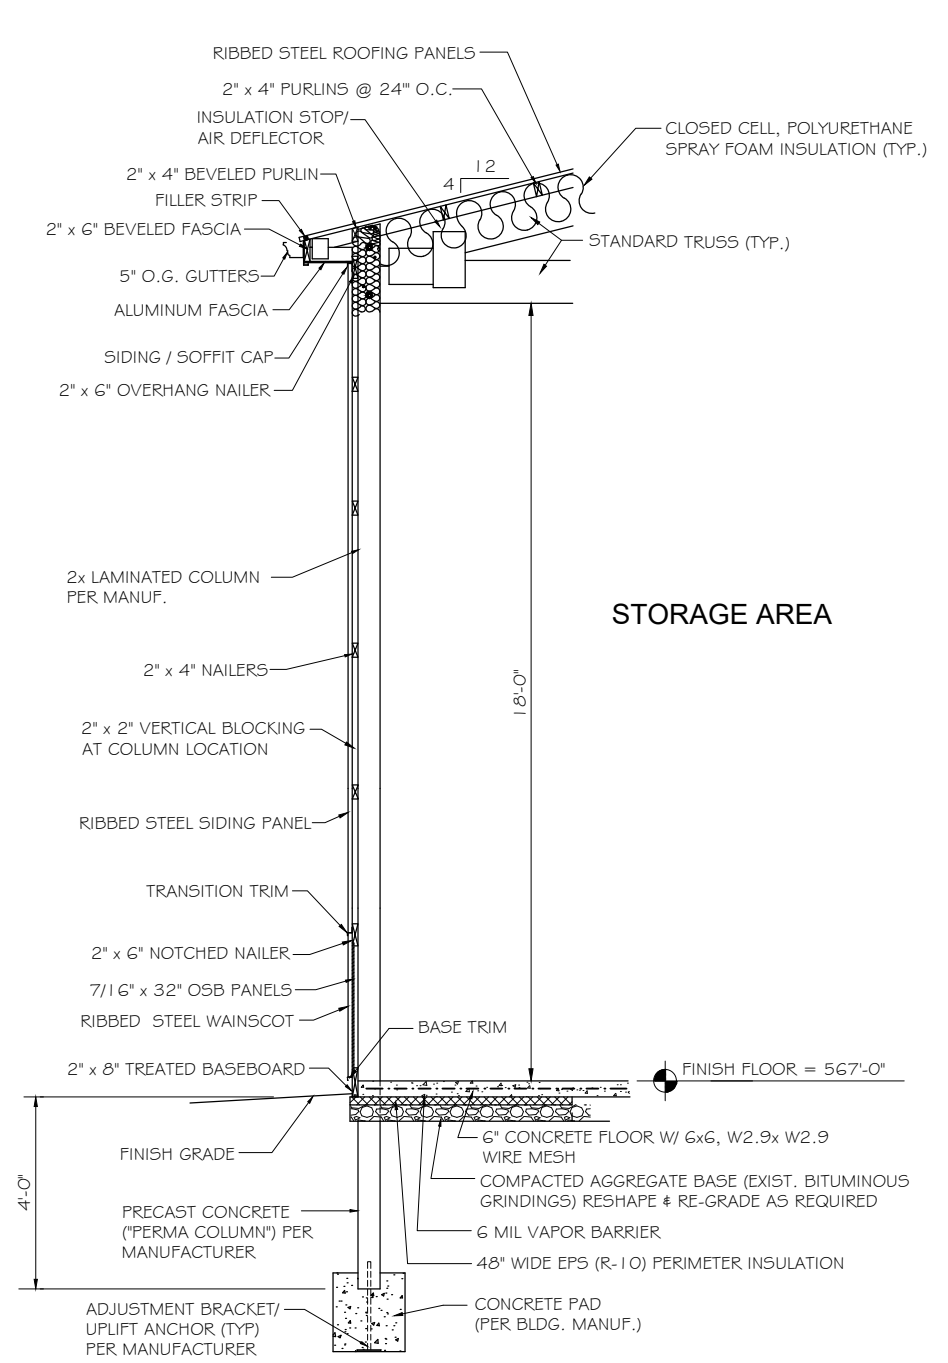 RIBBED STEEL ROOFING PANELS
2" x 4" PURLINS @ 24"' O.C.
INSULATION STOP/
AIR DEFLECTOR
CLOSED CELL, POLYURETHANE
SPRAY FOAM INSULATION (TYP.)
12
4
2" x 4" BEVELED PURLIN
FILLER STRIP
2" x 6" BEVELED FASCIA
STANDARD TRUSS (TYP.)
5" O.G. GUTTERS
ALUMINUM FASCIA
SIDING / SOFFIT CAP
2" x 6" OVERHANG NAILER
2x LAMINATED COLUMN
PER MANUF.
STORAGE AREA
2" x 4" NAILERS
18'-0"
2" x 2" VERTICAL BLOCKING
AT COLUMN LOCATION
RIBBED STEEL SIDING PANEL
TRANSITION TRIM
2" x 6" NOTCHED NAILER
7/16" x 32" OSB PANELS
RIBBED STEEL WAINSCOT
BASE TRIM
2" x 8" TREATED BASEBOARD
FINISH FLOOR = 567'-0"
FINISH GRADE
6" CONCRETE FLOOR W/ 6x6, W2.9x W2.9
WIRE MESH
COMPACTED AGGREGATE BASE (EXIST. BITUMINOUS
GRINDINGS) RESHAPE & RE-GRADE AS REQUIRED
4'-0"
PRECAST CONCRETE
("PERMA COLUMN") PER
MANUFACTURER
6 MIL VAPOR BARRIER
48" WIDE EPS (R-10) PERIMETER INSULATION
ADJUSTMENT BRACKET/
UPLIFT ANCHOR (TYP)
PER MANUFACTURER
CONCRETE PAD
(PER BLDG. MANUF.)